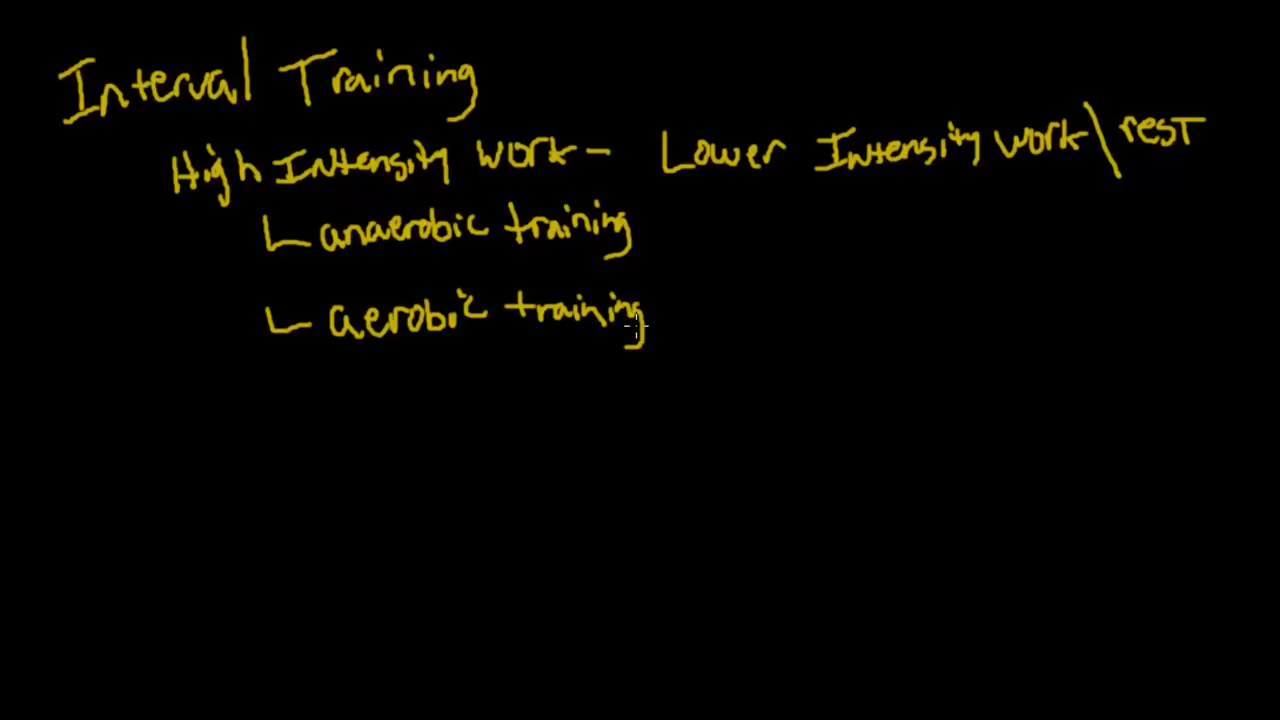 Interval Training
High Intensity work - Lower Intensity work\rest
anaerobic training
aerobic training